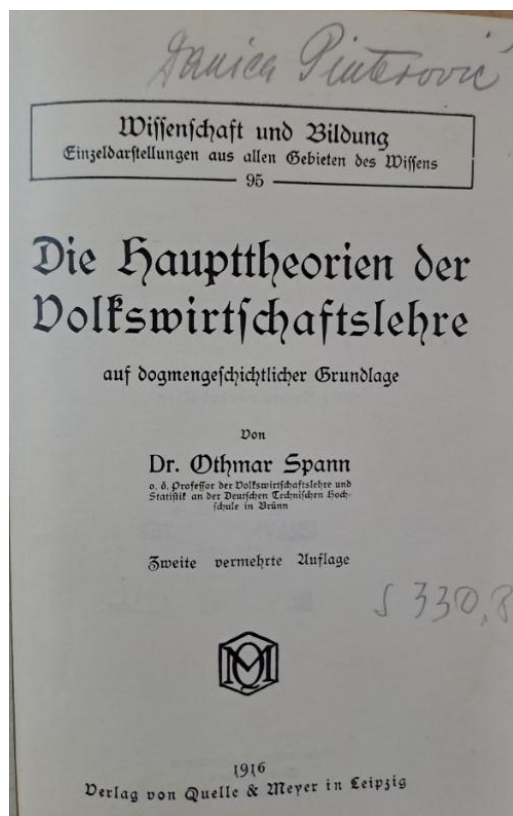 Danica Pinterović
Wissenschaft und Bildung
Einzeldarstellungen aus allen Gebieten des Wissens
95
Die Haupttheorien der
Volkswirtschaftslehre
auf dogmengeschichtlicher Grundlage
Von
Dr. Othmar Spann
o. ö. Professor der Volkswirtschaftslehre und
Statistik an der Deutschen Technischen Hoch-
schule in Brünn
Zweite vermehrte Auflage
S 330,8
QM
1916
Verlag von Quelle & Meyer in Leipzig